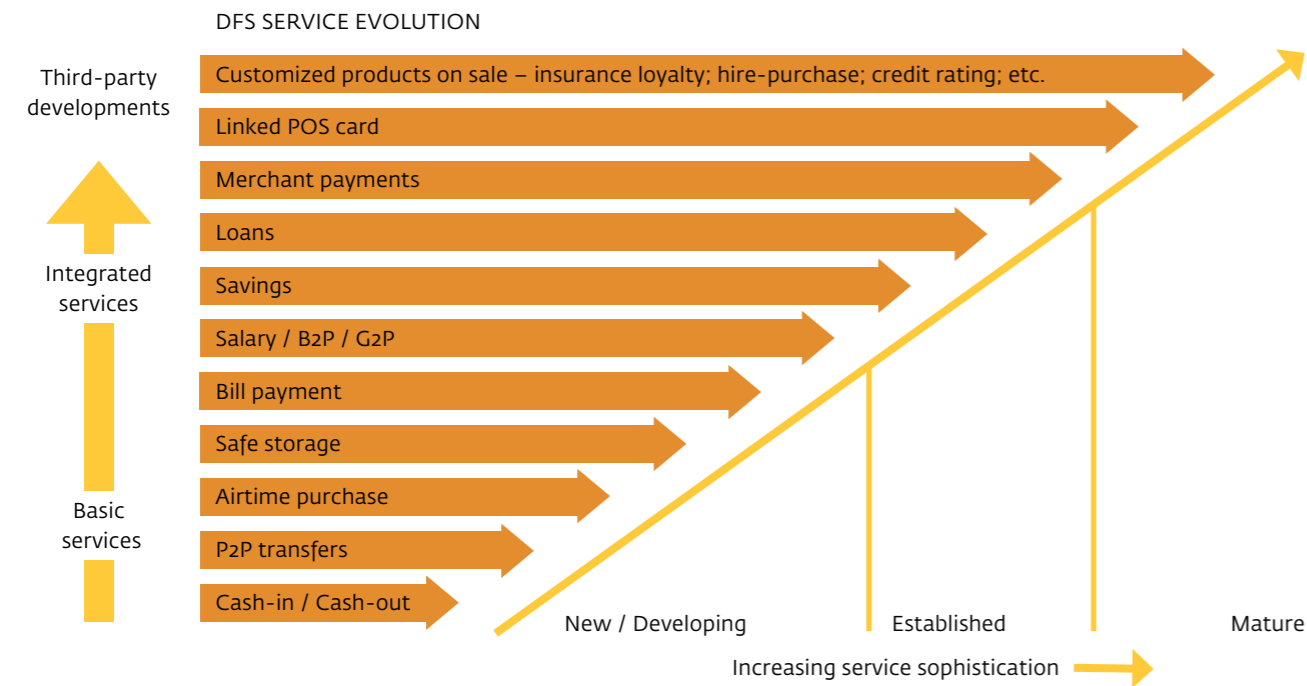 DFS SERVICE EVOLUTION
Third-party
developments
Customized products on sale – insurance loyalty; hire-purchase; credit rating; etc.
Linked POS card
Merchant payments
Loans
Integrated
services
Savings
Salary / B2P / G2P
Bill payment
Safe storage
Basic
services
Airtime purchase
P2P transfers
Cash-in / Cash-out
New / Developing
Established
Mature
Increasing service sophistication